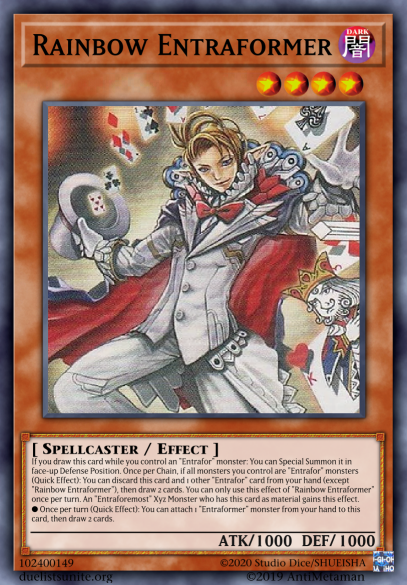 RAINBOW ENTRAFORMER
DARK
闇
[ SPELLCASTER / EFFECT ]
If you draw this card while you control an "Entrafor" monster: You can Special Summon it in
face-up Defense Position. Once per Chain, if all monsters you control are "Entrafor" monsters
(Quick Effect): You can discard this card and 1 other "Entrafor" card from your hand (except
"Rainbow Entraformer"), then draw 2 cards. You can only use this effect of "Rainbow Entraformer"
once per turn. An "Entraforemost" Xyz Monster who has this card as material gains this effect.
● Once per turn (Quick Effect): You can attach 1 "Entraformer" monster from your hand to this
card, then draw 2 cards.
ATK/1000 DEF/1000
102400149
©2020 Studio Dice/SHUEISHA
duelistsunite.org
©2019 AntiMetaman